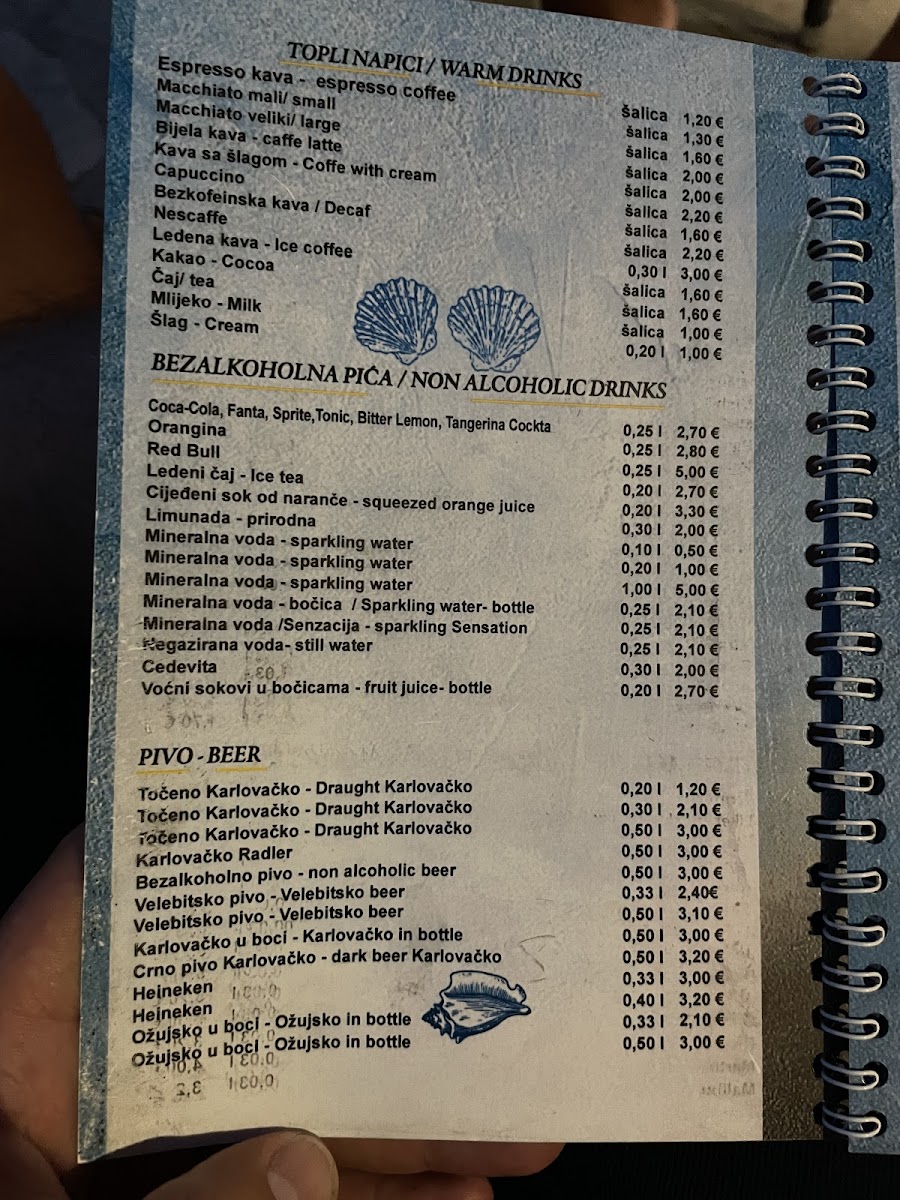 TOPLI NAPICI / WARM DRINKS
Espresso kava - espresso coffee šalica 1,20 €
Macchiato mali/ small šalica 1,30 €
Macchiato veliki/ large šalica 1,60 €
Bijela kava - caffe latte šalica 2,00 €
Kava sa šlagom - Coffe with cream šalica 2,00 €
Capuccino šalica 2,20 €
Bezkofeinska kava / Decaf šalica 1,60 €
Nescaffe šalica 2,20 €
Ledena kava - Ice coffee 0,30 l 3,00 €
Kakao - Cocoa šalica 1,60 €
Čaj/ tea šalica 1,60 €
Mlijeko - Milk šalica 1,00 €
Šlag - Cream 0,20 l 1,00 €
BEZALKOHOLNA PIĆA / NON ALCOHOLIC DRINKS
Coca-Cola, Fanta, Sprite,Tonic, Bitter Lemon, Tangerina Cockta 0,25 l 2,70 €
Orangina 0,25 l 2,80 €
Red Bull 0,25 l 5,00 €
Ledeni čaj - Ice tea 0,20 l 2,70 €
Cijeđeni sok od naranče - squeezed orange juice 0,20 l 3,30 €
Limunada - prirodna 0,30 l 2,00 €
Mineralna voda - sparkling water 0,10 l 0,50 €
Mineralna voda - sparkling water 0,20 l 1,00 €
Mineralna voda - sparkling water 1,00 l 5,00 €
Mineralna voda - bočica / Sparkling water- bottle 0,25 l 2,10 €
Mineralna voda /Senzacija - sparkling Sensation 0,25 l 2,10 €
Negazirana voda- still water 0,25 l 2,10 €
Cedevita 0,30 l 2,00 €
Voćni sokovi u bočicama - fruit juice- bottle 0,20 l 2,70 €
PIVO - BEER
Točeno Karlovačko - Draught Karlovačko 0,20 l 1,20 €
Točeno Karlovačko - Draught Karlovačko 0,30 l 2,10 €
Točeno Karlovačko - Draught Karlovačko 0,50 l 3,00 €
Karlovačko Radler 0,50 l 3,00 €
Bezalkoholno pivo - non alcoholic beer 0,50 l 3,00 €
Velebitsko pivo - Velebitsko beer 0,33 l 2,40€
Velebitsko pivo - Velebitsko beer 0,50 l 3,10 €
Karlovačko u boci - Karlovačko in bottle 0,50 l 3,00 €
Crno pivo Karlovačko - dark beer Karlovačko 0,50 l 3,20 €
Heineken 0,33 l 3,00 €
Heineken 0,40 l 3,20 €
Ožujsko u boci - Ožujsko in bottle 0,33 l 2,10 €
Ožujsko u boci - Ožujsko in bottle 0,50 l 3,00 €